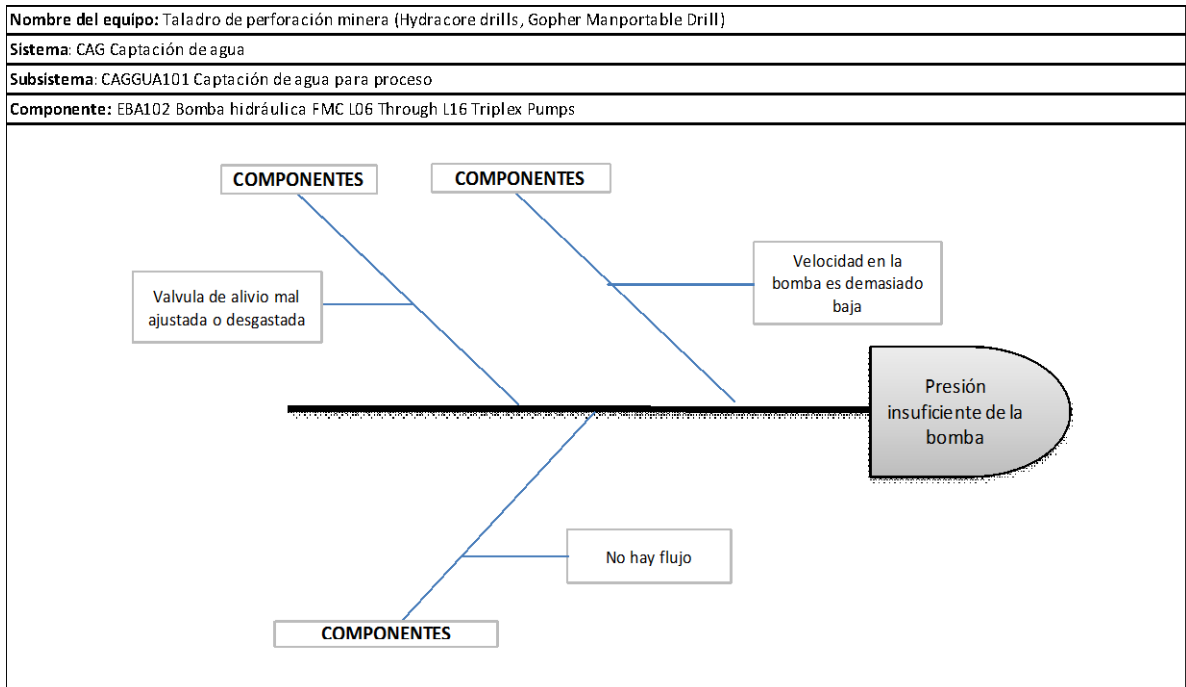 Nombre del equipo: Taladro de perforación minera (Hydracore drills, Gopher Manportable Drill)
Sistema: CAG Captación de agua
Subsistema: CAGGUA101 Captación de agua para proceso
Componente: EBA102 Bomba hidráulica FMC L06 Through L16 Triplex Pumps
COMPONENTES
COMPONENTES
Velocidad en la
bomba es demasiado
baja
Valvula de alivio mal
ajustada o desgastada
Presión
insuficiente de la
bomba
No hay flujo
COMPONENTES